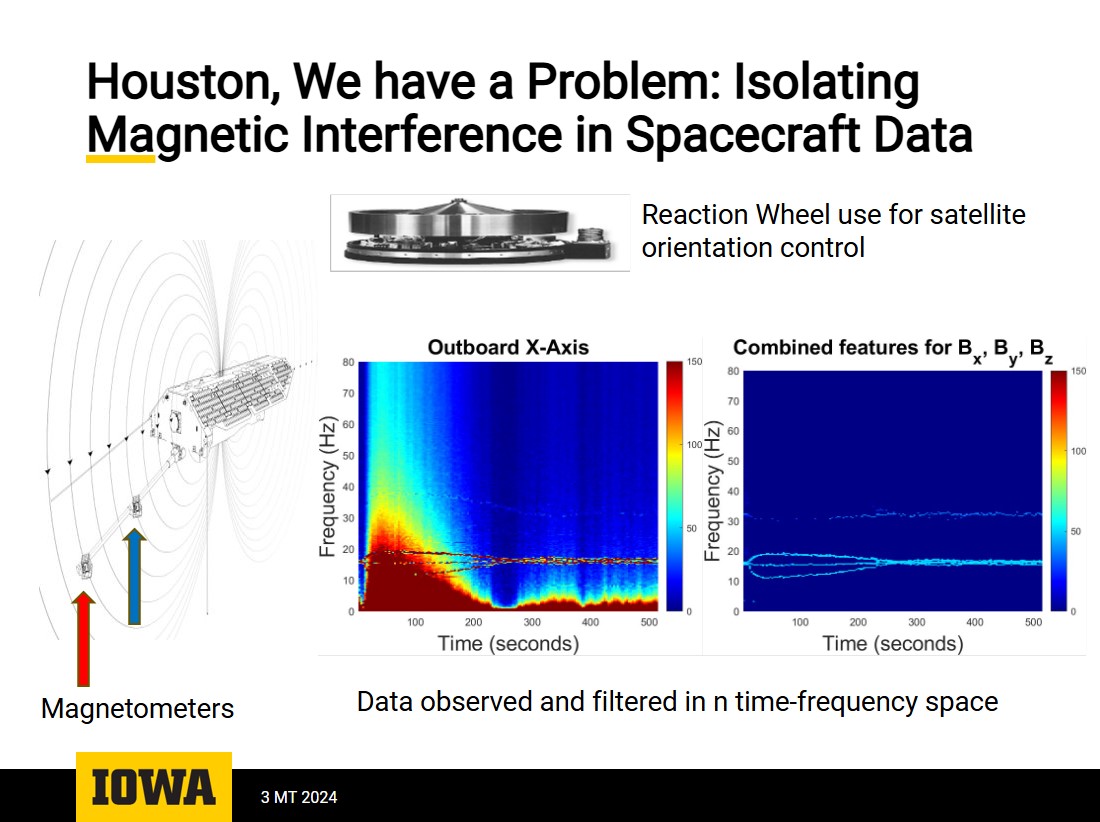 Houston, We have a Problem: Isolating
Magnetic Interference in Spacecraft Data
Reaction Wheel use for satellite
orientation control
Magnetometers
Outboard X-Axis
Frequency (Hz)
80
70
60
50
40
30
20
10
0
100
200
300
400
500
Time (seconds)
150
100
50
0
Combined features for Bx, By, Bz
Frequency (Hz)
80
70
60
50
40
30
20
10
0
100
200
300
400
500
Time (seconds)
150
100
50
0
Data observed and filtered in n time-frequency space
IOWA
3 MT 2024